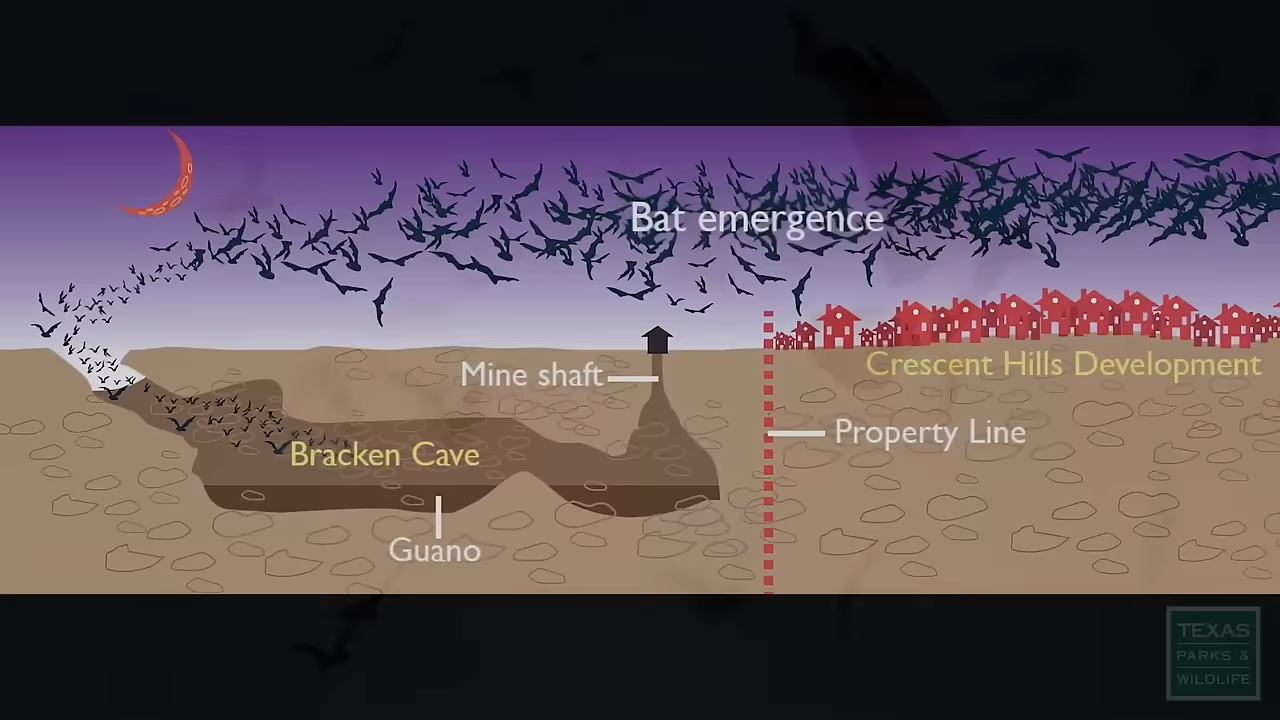 Bat emergence
Mine shaft
Crescent Hills Development
Property Line
Bracken Cave
Guano
TEXAS
PARKS &
WILDLIFE